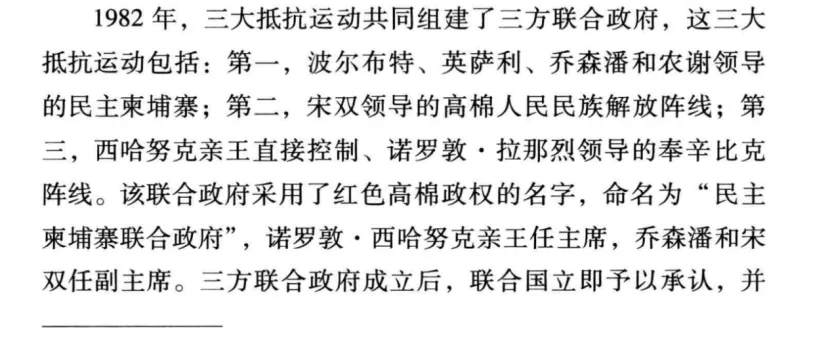 1982 年，三大抵抗运动共同组建了三方联合政府，这三大
抵抗运动包括：第一，波尔布特、英萨利、乔森潘和农谢领导
的民主柬埔寨；第二，宋双领导的高棉人民民族解放阵线；第
三，西哈努克亲王直接控制、诺罗敦·拉那烈领导的奉辛比克
阵线。该联合政府采用了红色高棉政权的名字，命名为“民主
柬埔寨联合政府”，诺罗敦·西哈努克亲王任主席，乔森潘和宋
双任副主席。三方联合政府成立后，联合国立即予以承认，并